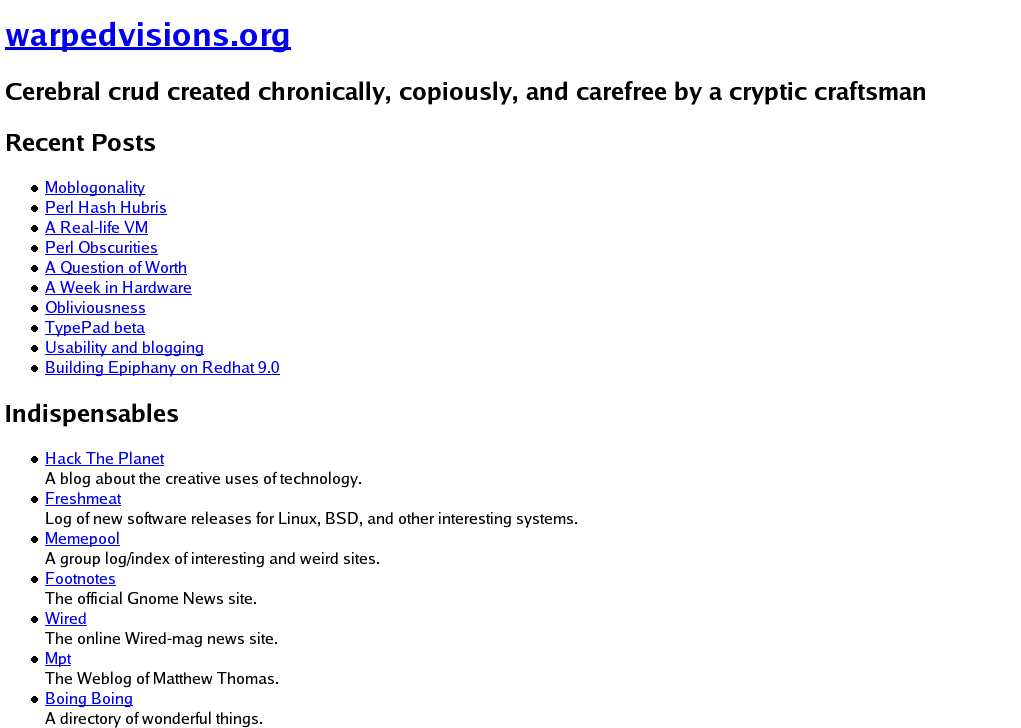 warpedvisions.org
Cerebral crud created chronically, copiously, and carefree by a cryptic craftsman
Recent Posts
Moblogonality
Perl Hash Hubris
A Real-life VM
Perl Obscurities
A Question of Worth
A Week in Hardware
Obliviousness
TypePad beta
Usability and blogging
Building Epiphany on Redhat 9.0
Indispensables
Hack The Planet
A blog about the creative uses of technology.
Freshmeat
Log of new software releases for Linux, BSD, and other interesting systems.
Memepool
A group log/index of interesting and weird sites.
Footnotes
The official Gnome News site.
Wired
The online Wired-mag news site.
Mpt
The Weblog of Matthew Thomas.
Boing Boing
A directory of wonderful things.